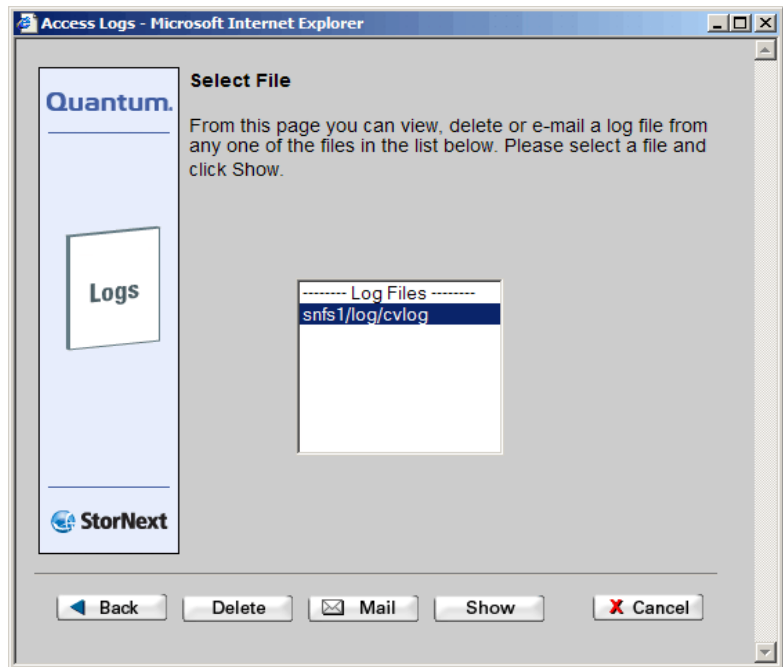 Access Logs - Microsoft Internet Explorer
Quantum.
Logs
StorNext
Select File
From this page you can view, delete or e-mail a log file from
any one of the files in the list below. Please select a file and
click Show.
-------- Log Files --------
snfs1/log/cvlog
Back
Delete
Mail
Show
X Cancel